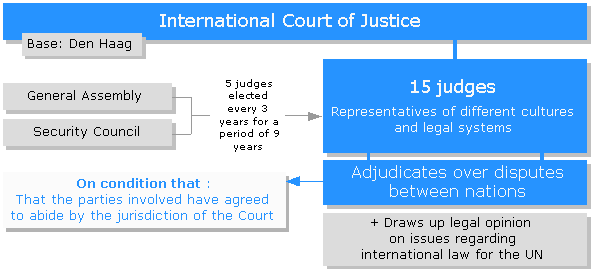 International Court of Justice
Base: Den Haag
General Assembly
Security Council
5 judges
elected
every 3
years for a
period of 9
years
15 judges
Representatives of different cultures
and legal systems
Adjudicates over disputes
between nations
On condition that :
That the parties involved have agreed
to abide by the jurisdiction of the Court
+ Draws up legal opinion
on issues regarding
international law for the UN